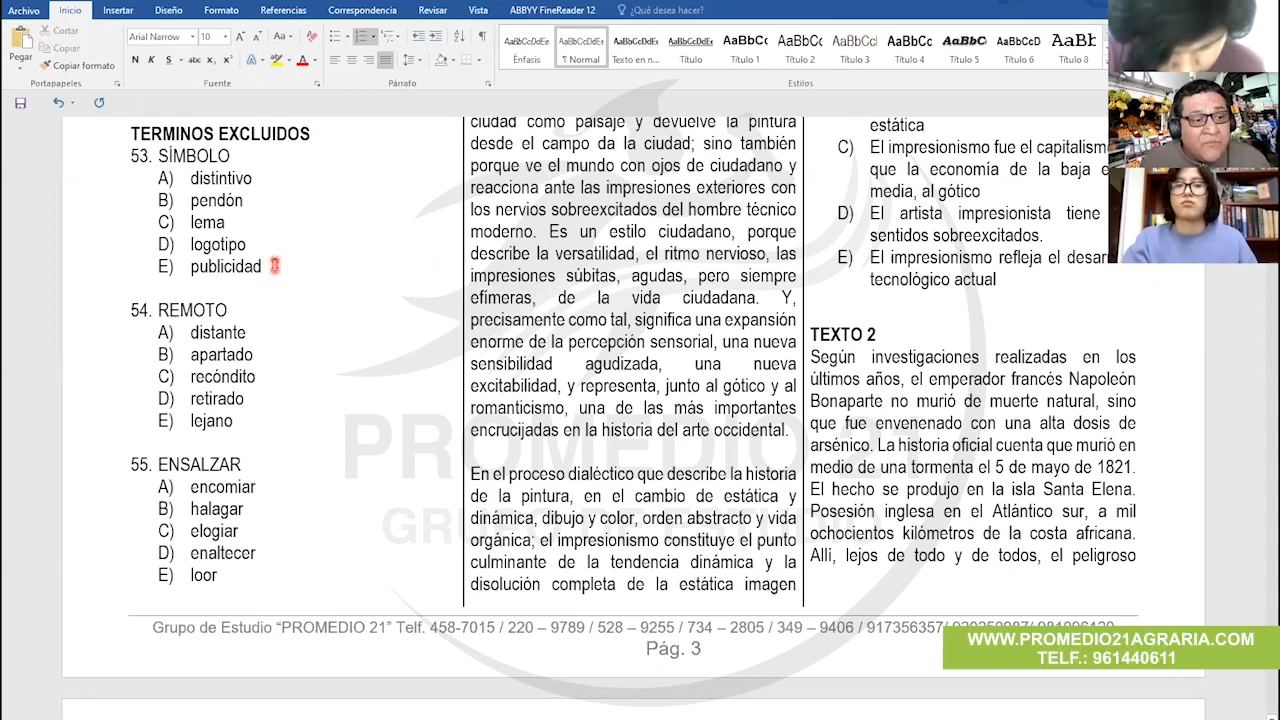 Archivo Inicio Insertar Diseño Formato Referencias Correspondencia Revisar Vista ABBYY FineReader 12 ¿Qué desea hacer?
Pegar
Cortar
Copiar
Copiar formato
Portapapeles
Arial Narrow 10
Fuente
Párrafo
AaBbCcDdEe Énfasis
AaBbCcDdEe ¶ Normal
AaBbCcDdE Texto en n...
AaBbCcDdEe Título
AaBbCc Título 1
AaBbCc Título 2
AaBbCcI Título 3
AaBbCc Título 4
AaBbC Título 5
AaBbCcD Título 6
AaBbCcI Título 7
AaBb( Título 8
Estilos
TERMINOS EXCLUIDOS
53. SÍMBOLO
A) distintivo
B) pendón
C) lema
D) logotipo
E) publicidad
54. REMOTO
A) distante
B) apartado
C) recóndito
D) retirado
E) lejano
55. ENSALZAR
A) encomiar
B) halagar
C) elogiar
D) enaltecer
E) loor
ciudad como paisaje y devuelve la pintura
desde el campo da la ciudad; sino también
porque ve el mundo con ojos de ciudadano y
reacciona ante las impresiones exteriores con
los nervios sobreexcitados del hombre técnico
moderno. Es un estilo ciudadano, porque
describe la versatilidad, el ritmo nervioso, las
impresiones súbitas, agudas, pero siempre
efímeras, de la vida ciudadana. Y,
precisamente como tal, significa una expansión
enorme de la percepción sensorial, una nueva
sensibilidad agudizada, una nueva
excitabilidad, y representa, junto al gótico y al
romanticismo, una de las más importantes
encrucijadas en la historia del arte occidental.
En el proceso dialéctico que describe la historia
de la pintura, en el cambio de estática y
dinámica, dibujo y color, orden abstracto y vida
orgánica; el impresionismo constituye el punto
culminante de la tendencia dinámica y la
disolución completa de la estática imagen
estática
C) El impresionismo fue el capitalism
que la economía de la baja e
media, al gótico
D) El artista impresionista tiene
sentidos sobreexcitados.
E) El impresionismo refleja el desar
tecnológico actual
TEXTO 2
Según investigaciones realizadas en los
últimos años, el emperador francés Napoleón
Bonaparte no murió de muerte natural, sino
que fue envenenado con una alta dosis de
arsénico. La historia oficial cuenta que murió en
medio de una tormenta el 5 de mayo de 1821.
El hecho se produjo en la isla Santa Elena.
Posesión inglesa en el Atlántico sur, a mil
ochocientos kilómetros de la costa africana.
Allí, lejos de todo y de todos, el peligroso
PROMEDIO 21
GRUPO DE ESTUDIO
Grupo de Estudio “PROMEDIO 21” Telf. 458-7015 / 220 – 9789 / 528 – 9255 / 734 – 2805 / 349 – 9406 / 917356357/
Pág. 3
WWW.PROMEDIO21AGRARIA.COM
TELF.: 961440611